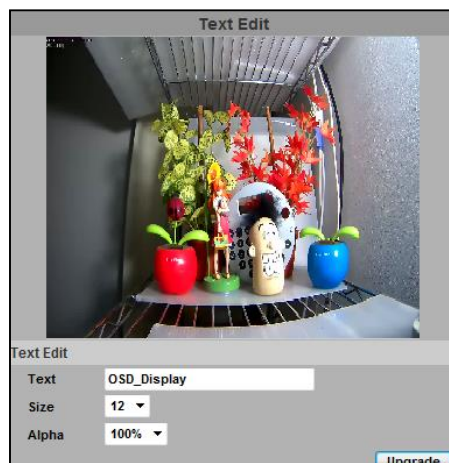 Text Edit
Text Edit
Text OSD_Display
Size 12
Alpha 100%
Upgrade